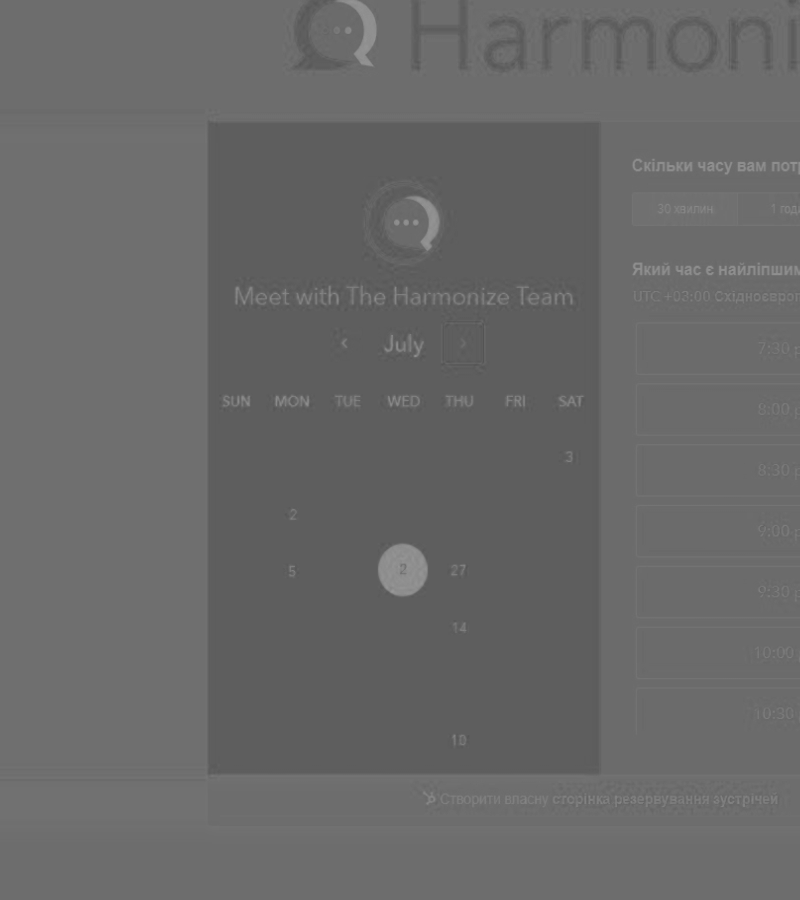 Harmoni
Meet with The Harmonize Team
July
SUN MON TUE WED THU FRI SAT
3
2
5 2 27
14
10
Скільки часу вам потр
30 хвилин 1 годі
Який час є найліпшим
UTC +03:00 Східноєвроп
7:30 p
8:00 p
8:30 p
9:00 p
9:30 p
10:00
10:30 p
Створити власну сторінка резервування зустрічей